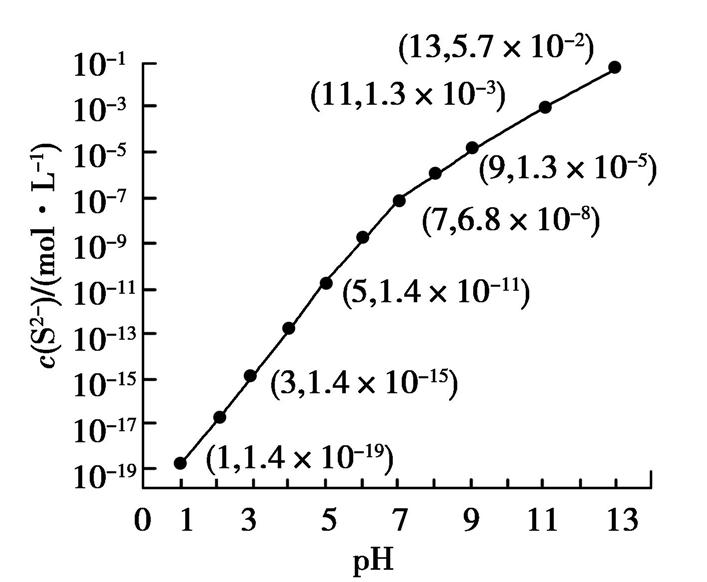 (13,5.7 × 10⁻²)
10⁻¹
(11,1.3 × 10⁻³)
10⁻³
10⁻⁵
(9,1.3 × 10⁻⁵)
10⁻⁷
(7,6.8 × 10⁻⁸)
10⁻⁹
(5,1.4 × 10⁻¹¹)
10⁻¹¹
10⁻¹³
(3,1.4 × 10⁻¹⁵)
10⁻¹⁵
10⁻¹⁷
(1,1.4 × 10⁻¹⁹)
10⁻¹⁹
c(S²⁻)/(mol · L⁻¹)
0 1 3 5 7 9 11 13
pH